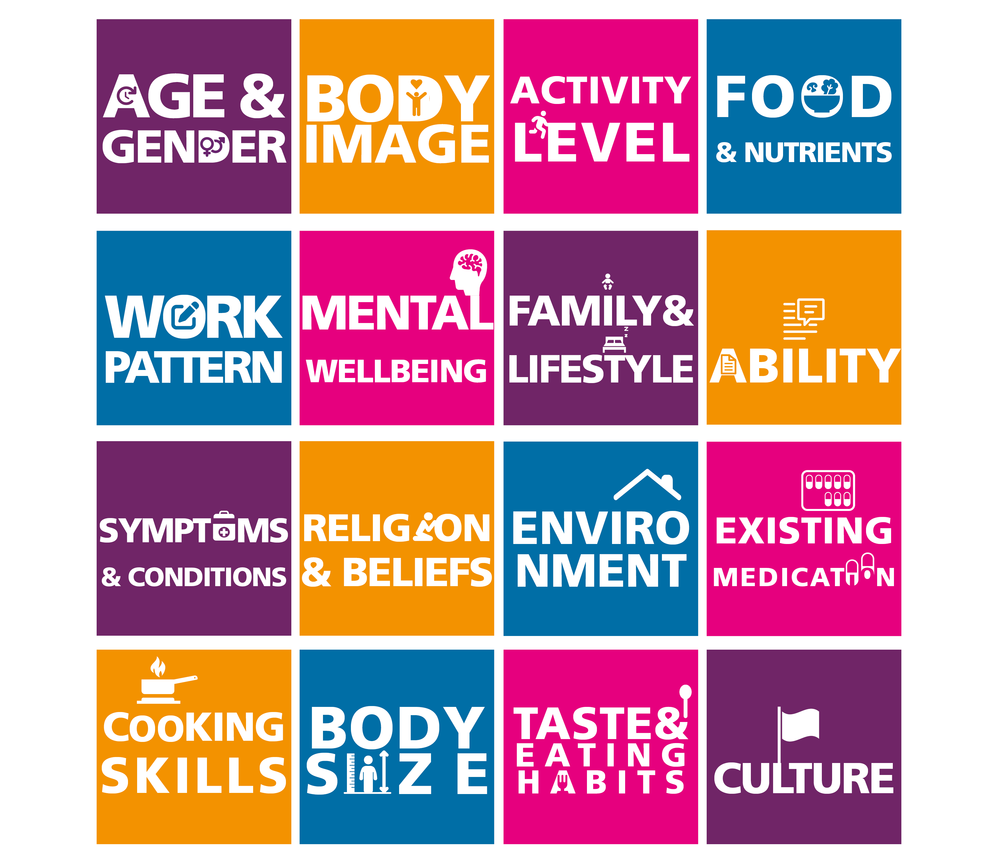 AGE &
GENDER
BODY
IMAGE
ACTIVITY
LEVEL
FOOD
& NUTRIENTS
WORK
PATTERN
MENTAL
WELLBEING
FAMILY&
z
z
LIFESTYLE
ABILITY
SYMPTOMS
& CONDITIONS
RELIGION
& BELIEFS
ENVIRO
NMENT
EXISTING
MEDICATION
COOKING
SKILLS
BODY
SIZE
TASTE&
EATING
HABITS
CULTURE